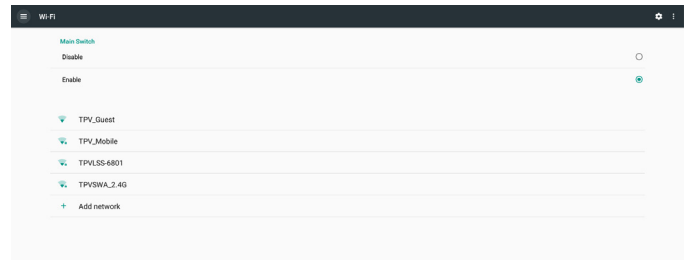 Wi-Fi
Main Switch
Disable
Enable
TPV_Guest
TPV_Mobile
TPVLSS-6801
TPVSWA_2.4G
Add network